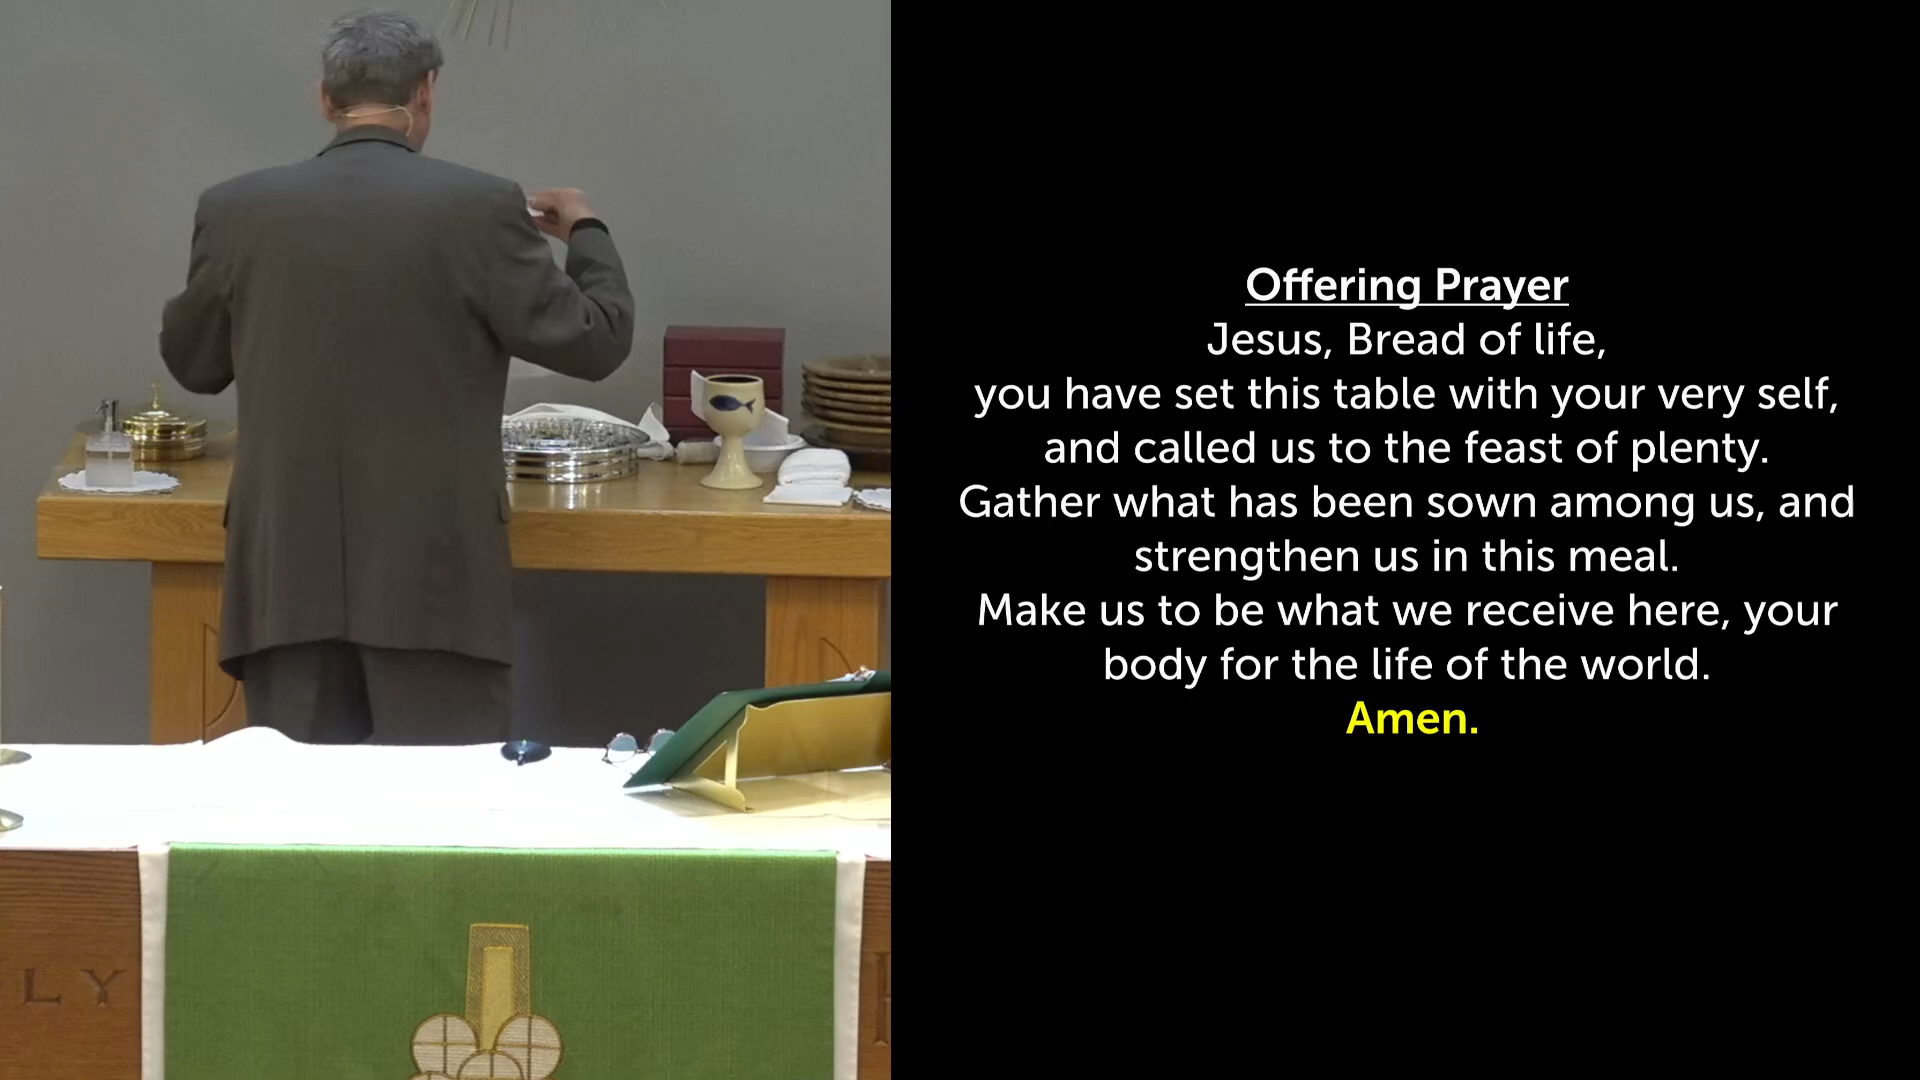 Offering Prayer
Jesus, Bread of life,
you have set this table with your very self,
and called us to the feast of plenty.
Gather what has been sown among us, and
strengthen us in this meal.
Make us to be what we receive here, your
body for the life of the world.
Amen.
LY